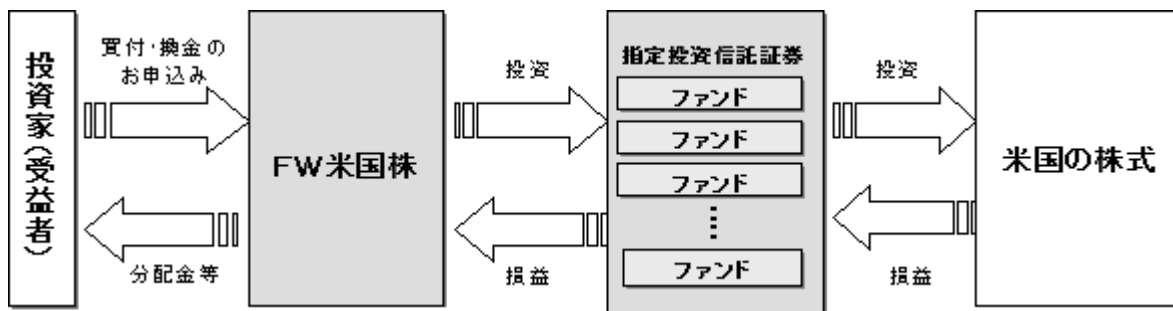 投資家(受益者)
買付・換金の
お申込み
分配金等
FW米国株
投資
損益
指定投資信託証券
ファンド
ファンド
ファンド
ファンド
投資
損益
米国の株式